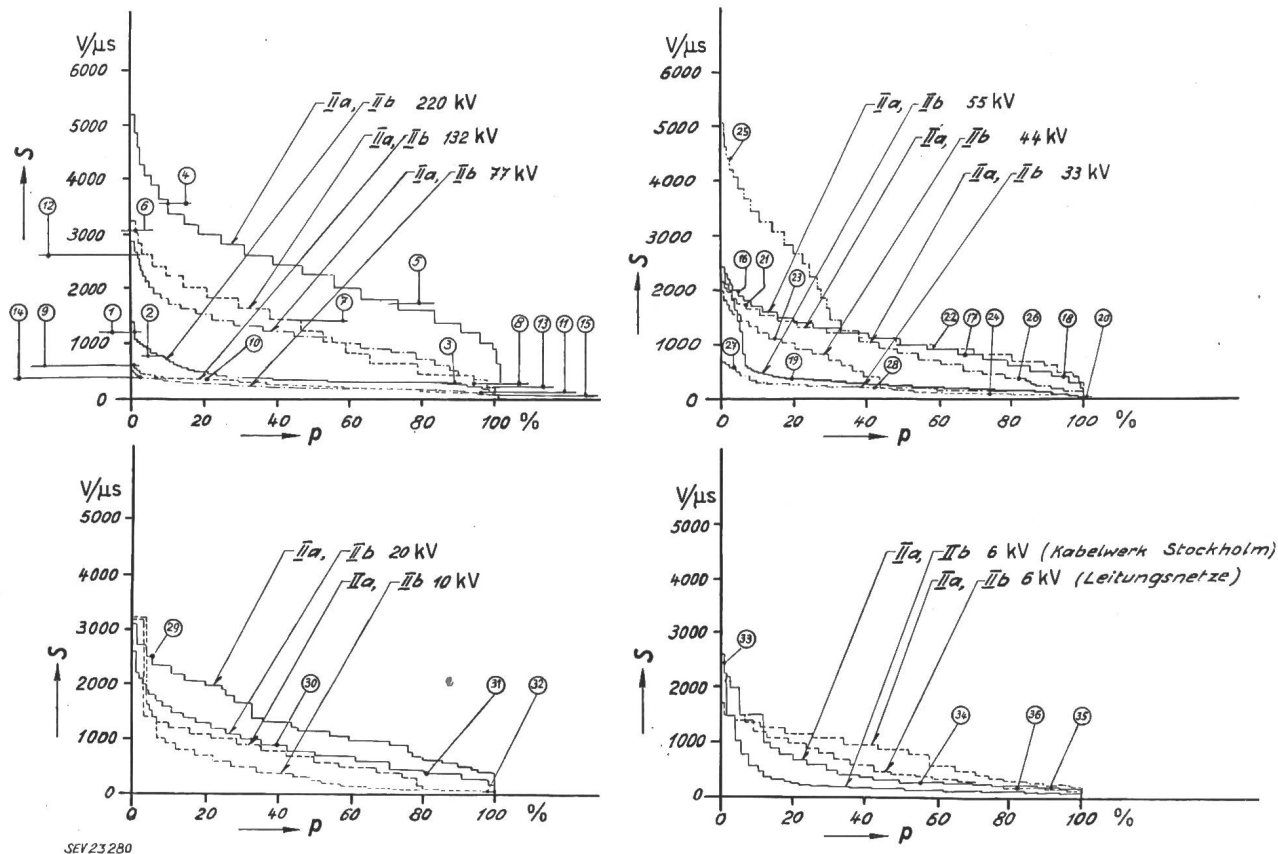 V/µs
6000
5000
4000
3000
2000
1000
0
S
IIa, IIb 220 kV
IIa, IIb 132 kV
IIa, IIb 77 kV
4
12
6
5
7
14
9
1
2
10
3
8
13
11
15
0 20 40 60 80 100 %
p
V/µs
6000
5000
4000
3000
2000
1000
0
S
IIa, IIb 55 kV
IIa, IIb 44 kV
IIa, IIb 33 kV
25
16
21
23
22
17
24
26
18
20
27
19
28
0 20 40 60 80 100 %
p
V/µs
5000
4000
3000
2000
1000
0
S
IIa, IIb 20 kV
IIa, IIb 10 kV
29
30
31
32
0 20 40 60 80 100 %
p
V/µs
5000
4000
3000
2000
1000
0
S
IIa, IIb 6 kV (Kabelwerk Stockholm)
IIa, IIb 6 kV (Leitungsnetze)
33
34
36
35
0 20 40 60 80 100 %
p
SEV 23280